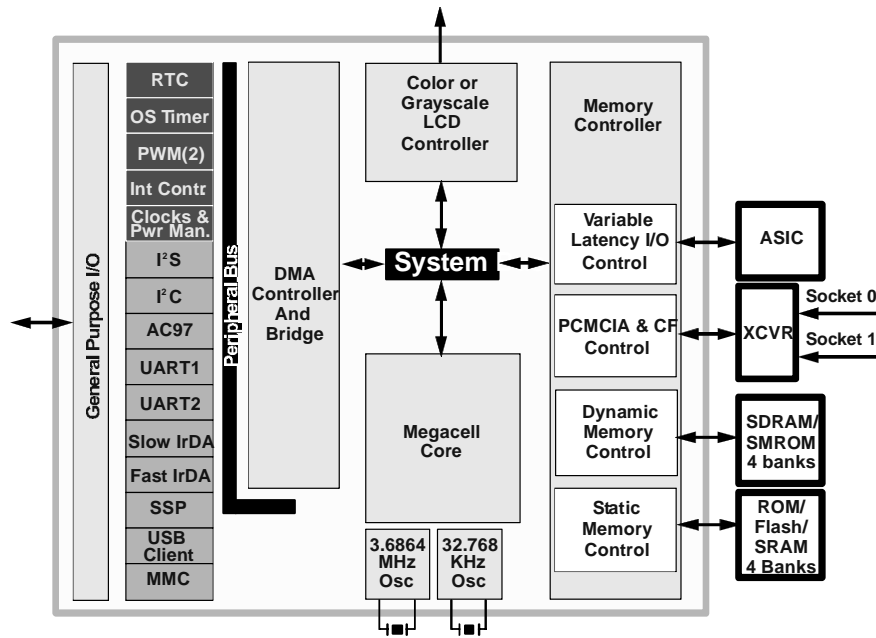 General Purpose I/O
RTC
OS Timer
PWM(2)
Int Contr
Clocks &
Pwr Man.
I²S
I²C
AC97
UART1
UART2
Slow IrDA
Fast IrDA
SSP
USB
Client
MMC
Peripheral Bus
DMA
Controller
And
Bridge
Color or
Grayscale
LCD
Controller
System
Megacell
Core
3.6864
MHz
Osc
32.768
KHz
Osc
Memory
Controller
Variable
Latency I/O
Control
PCMCIA & CF
Control
Dynamic
Memory
Control
Static
Memory
Control
ASIC
XCVR
Socket 0
Socket 1
SDRAM/
SMROM
4 banks
ROM/
Flash/
SRAM
4 Banks